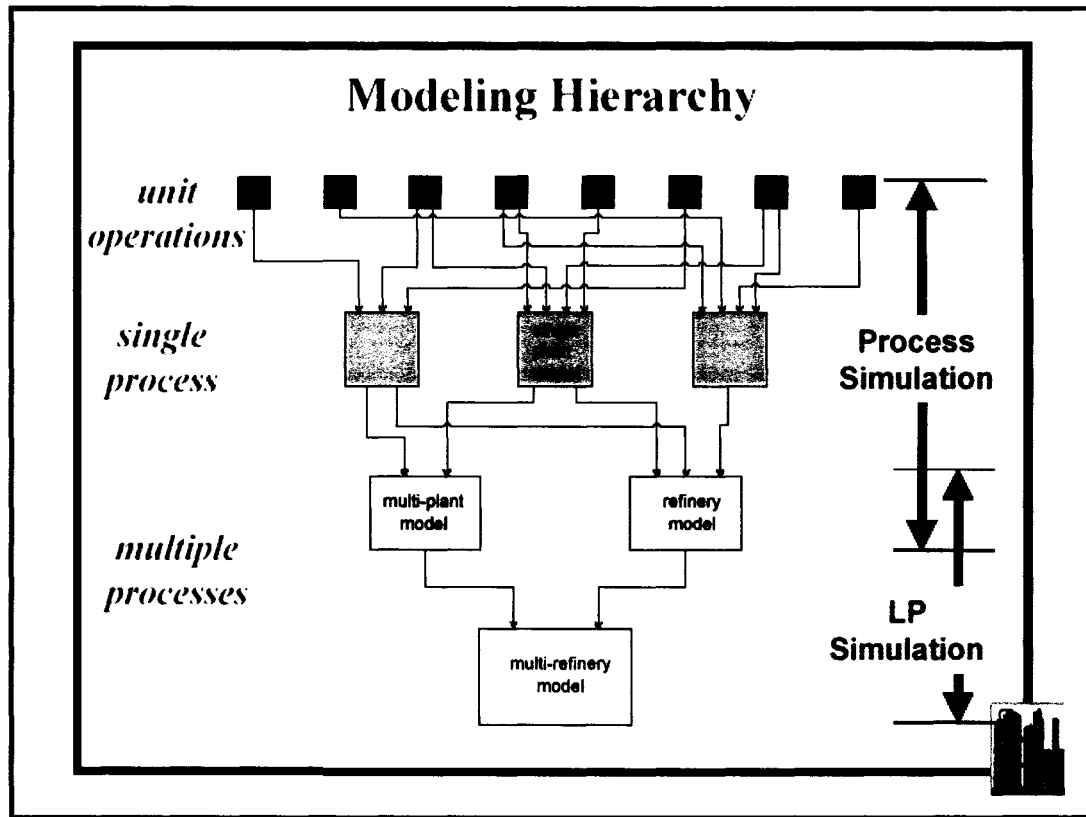 Modeling Hierarchy
unit
operations
single
process
Process
Simulation
multi-plant
model
refinery
model
multiple
processes
LP
Simulation
multi-refinery
model